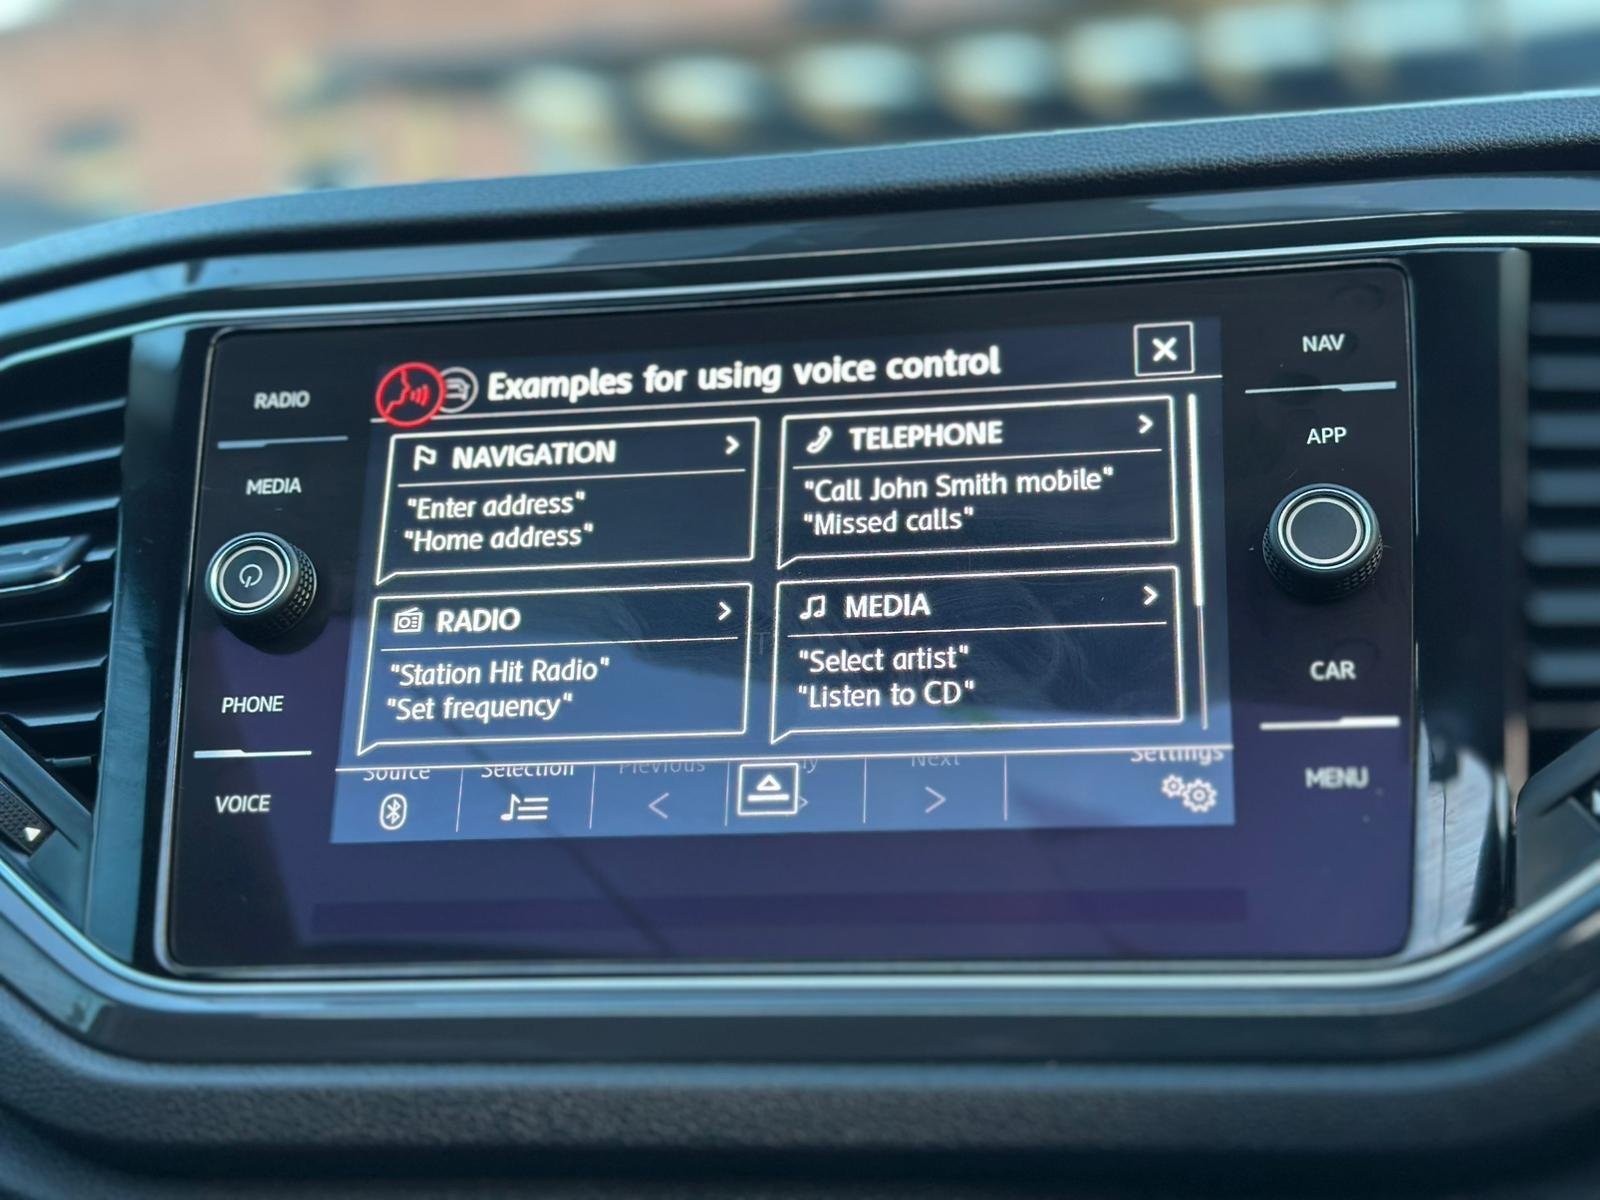 RADIO
MEDIA
PHONE
VOICE
Examples for using voice control
NAVIGATION
"Enter address"
"Home address"
TELEPHONE
"Call John Smith mobile"
"Missed calls"
RADIO
"Station Hit Radio"
"Set frequency"
MEDIA
"Select artist"
"Listen to CD"
Source
Selection
Previous
Next
Settings
NAV
APP
CAR
MENU